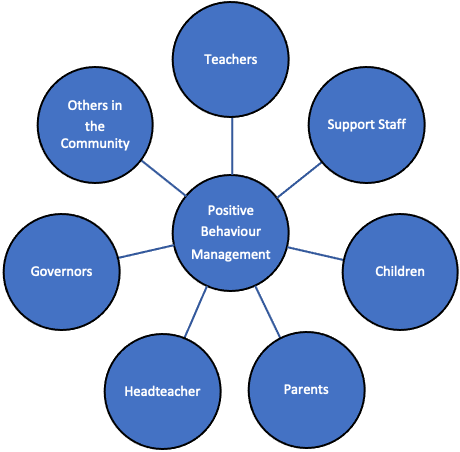 Teachers
Support Staff
Children
Parents
Headteacher
Governors
Others in
the
Community
Positive
Behaviour
Management